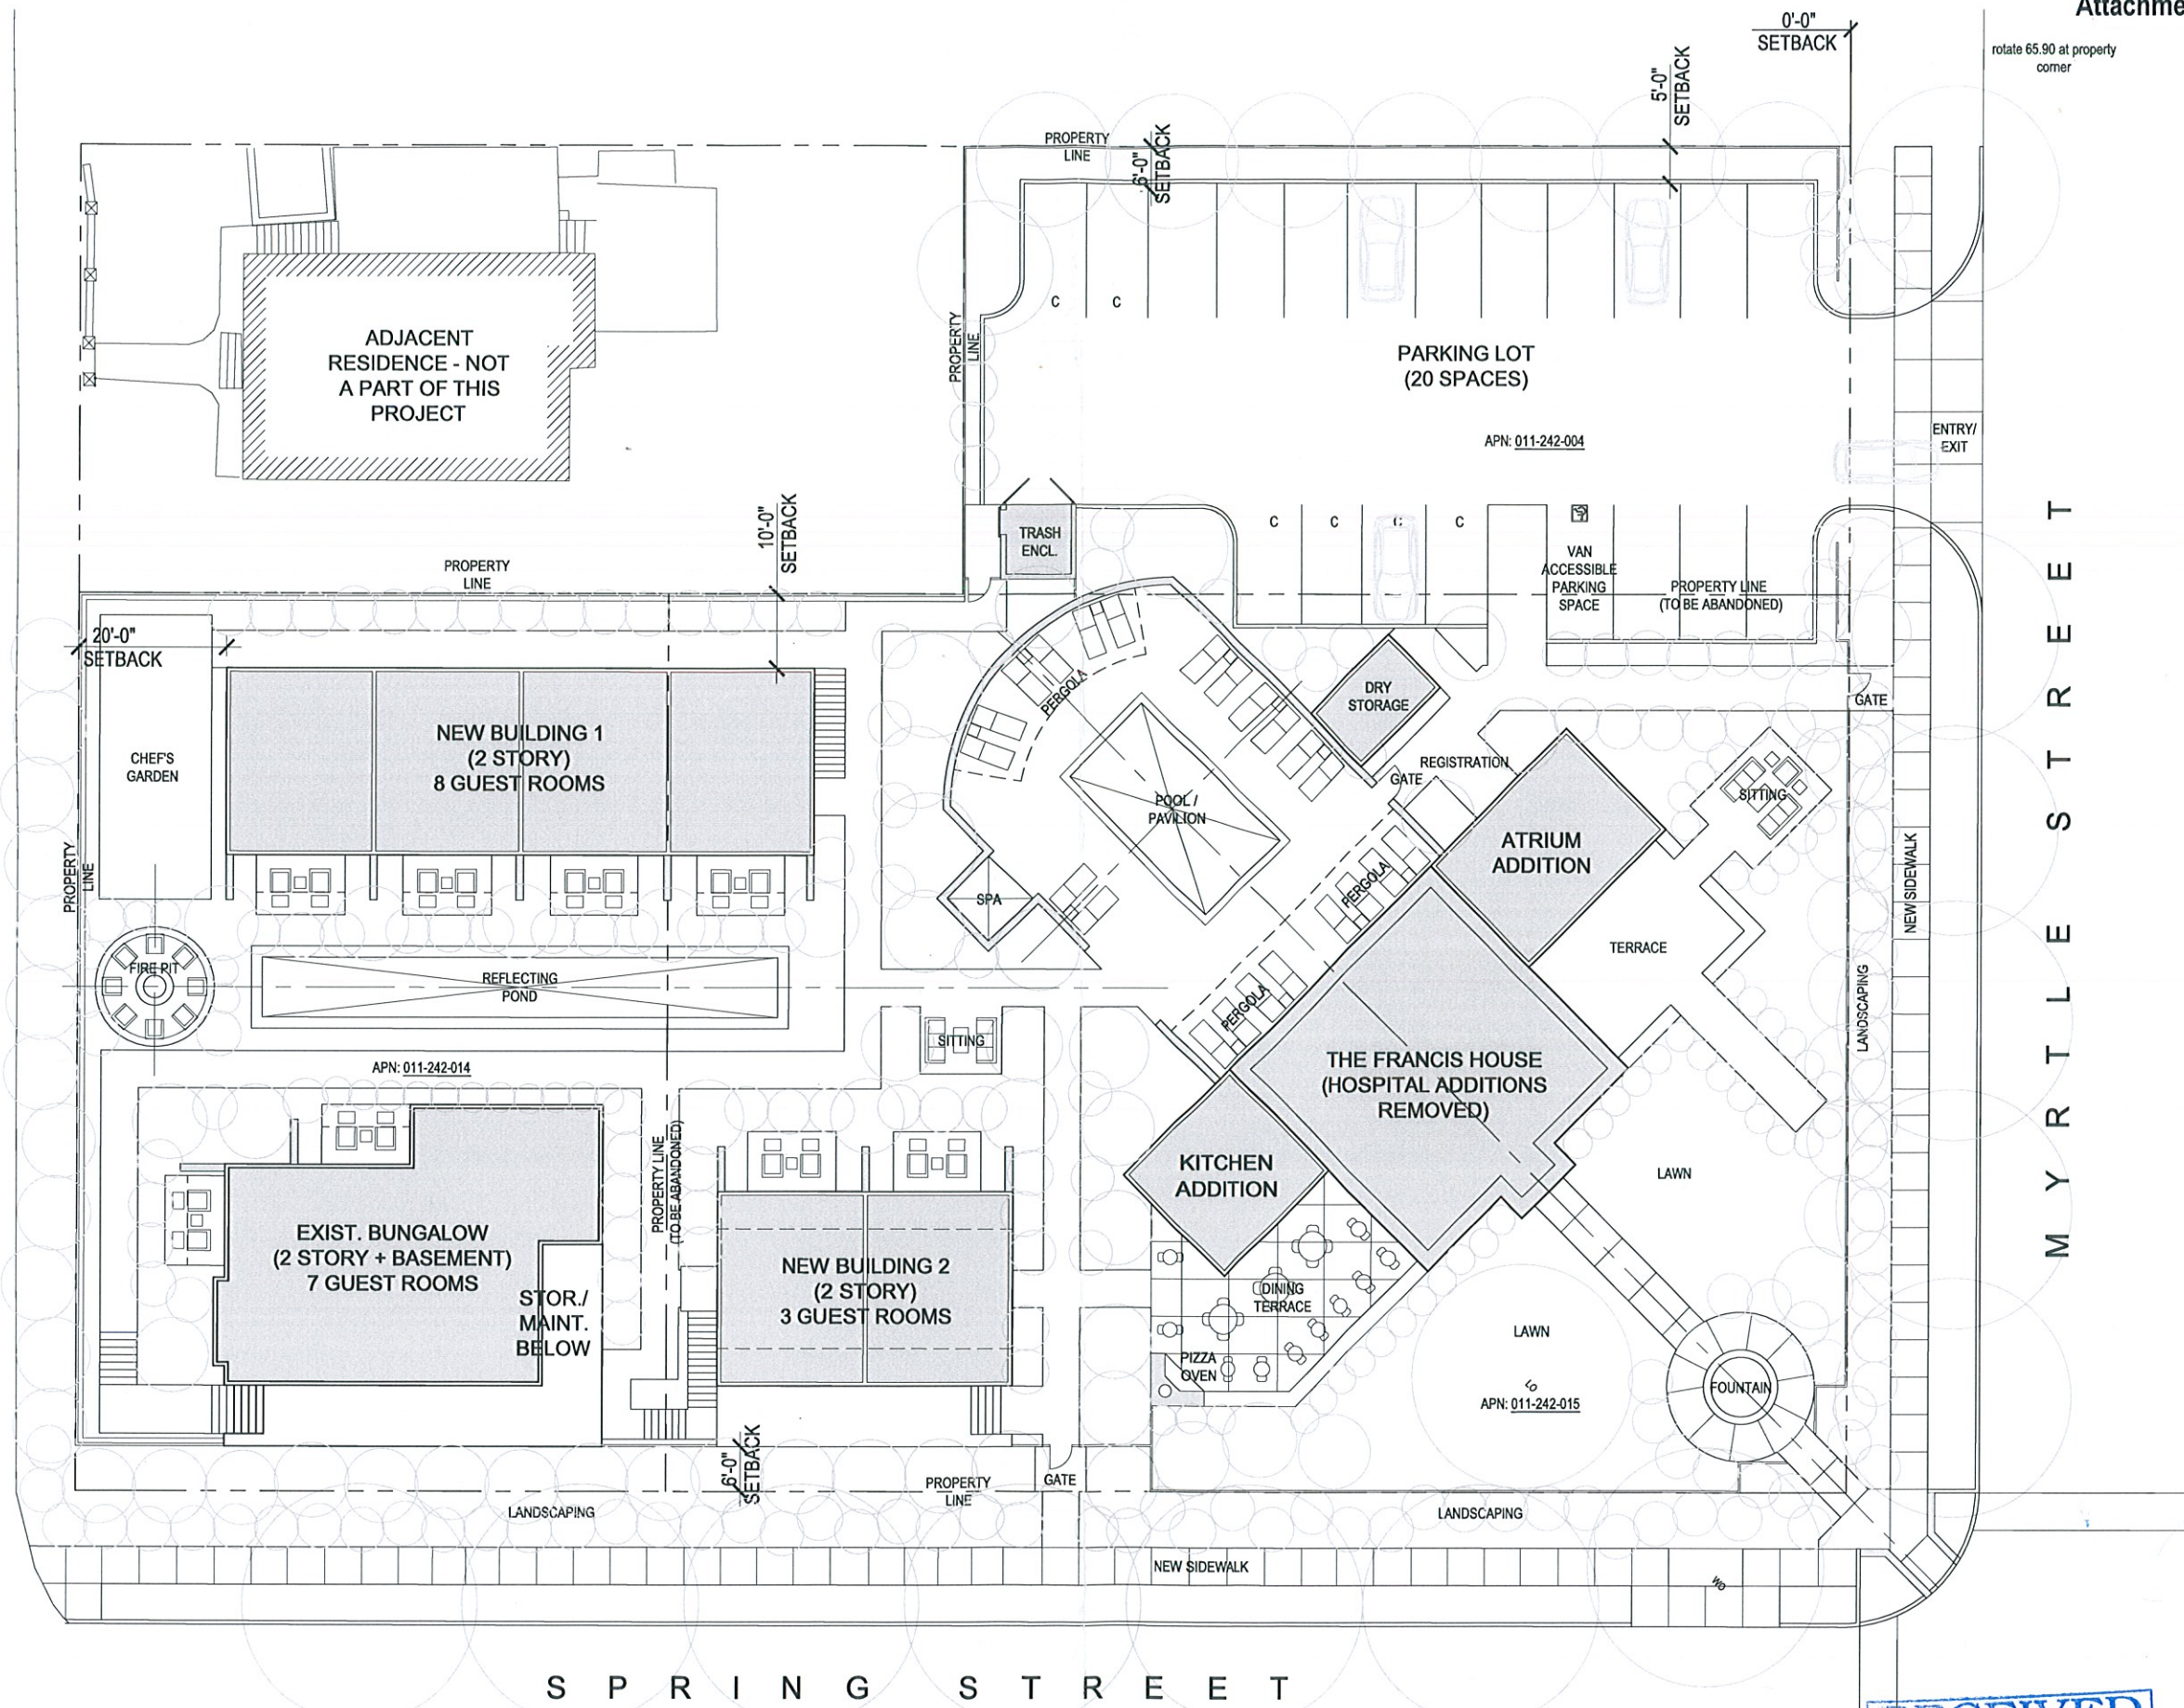 Attachme
rotate 65.90 at property
corner
0'-0"
SETBACK
5'-0"
SETBACK
PROPERTY
LINE
6'-0"
SETBACK
ADJACENT
RESIDENCE - NOT
A PART OF THIS
PROJECT
PROPERTY
LINE
C
C
PARKING LOT
(20 SPACES)
APN: 011-242-004
ENTRY/
EXIT
10'-0"
SETBACK
PROPERTY
LINE
TRASH
ENCL.
C
C
C
C
VAN
ACCESSIBLE
PARKING
SPACE
PROPERTY LINE
(TO BE ABANDONED)
20'-0"
SETBACK
CHEF'S
GARDEN
NEW BUILDING 1
(2 STORY)
8 GUEST ROOMS
PERGOLA
DRY
STORAGE
GATE
REGISTRATION
GATE
SITTING
POOL /
PAVILION
ATRIUM
ADDITION
PROPERTY
LINE
PERGOLA
SPA
NEW SIDEWALK
TERRACE
FIRE PIT
REFLECTING
POND
PERGOLA
LANDSCAPING
SITTING
APN: 011-242-014
THE FRANCIS HOUSE
(HOSPITAL ADDITIONS
REMOVED)
PROPERTY LINE
(TO BE ABANDONED)
KITCHEN
ADDITION
LAWN
EXIST. BUNGALOW
(2 STORY + BASEMENT)
7 GUEST ROOMS
STOR./
MAINT.
BELOW
NEW BUILDING 2
(2 STORY)
3 GUEST ROOMS
DINING
TERRACE
LAWN
PIZZA
OVEN
FOUNTAIN
LO
APN: 011-242-015
6'-0"
SETBACK
PROPERTY
LINE
GATE
LANDSCAPING
LANDSCAPING
NEW SIDEWALK
WD
MYRTLE STREET
SPRING STREET
RECEIVED